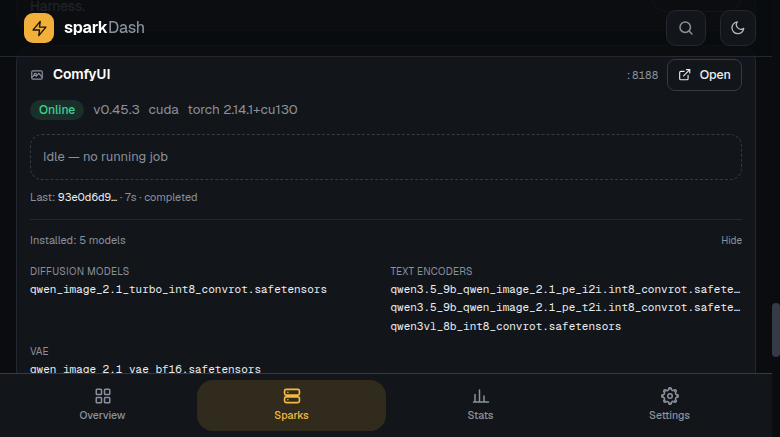 Harness.
sparkDash
ComfyUI
:8188
Open
Online v0.45.3 cuda torch 2.14.1+cu130
Idle — no running job
Last: 93e0d6d9… · 7s · completed
Installed: 5 models
Hide
DIFFUSION MODELS
qwen_image_2.1_turbo_int8_convrot.safetensors
TEXT ENCODERS
qwen3.5_9b_qwen_image_2.1_pe_i2i.int8_convrot.safete…
qwen3.5_9b_qwen_image_2.1_pe_t2i.int8_convrot.safete…
qwen3vl_8b_int8_convrot.safetensors
VAE
qwen_image_2.1_vae_bf16.safetensors
Overview
Sparks
Stats
Settings